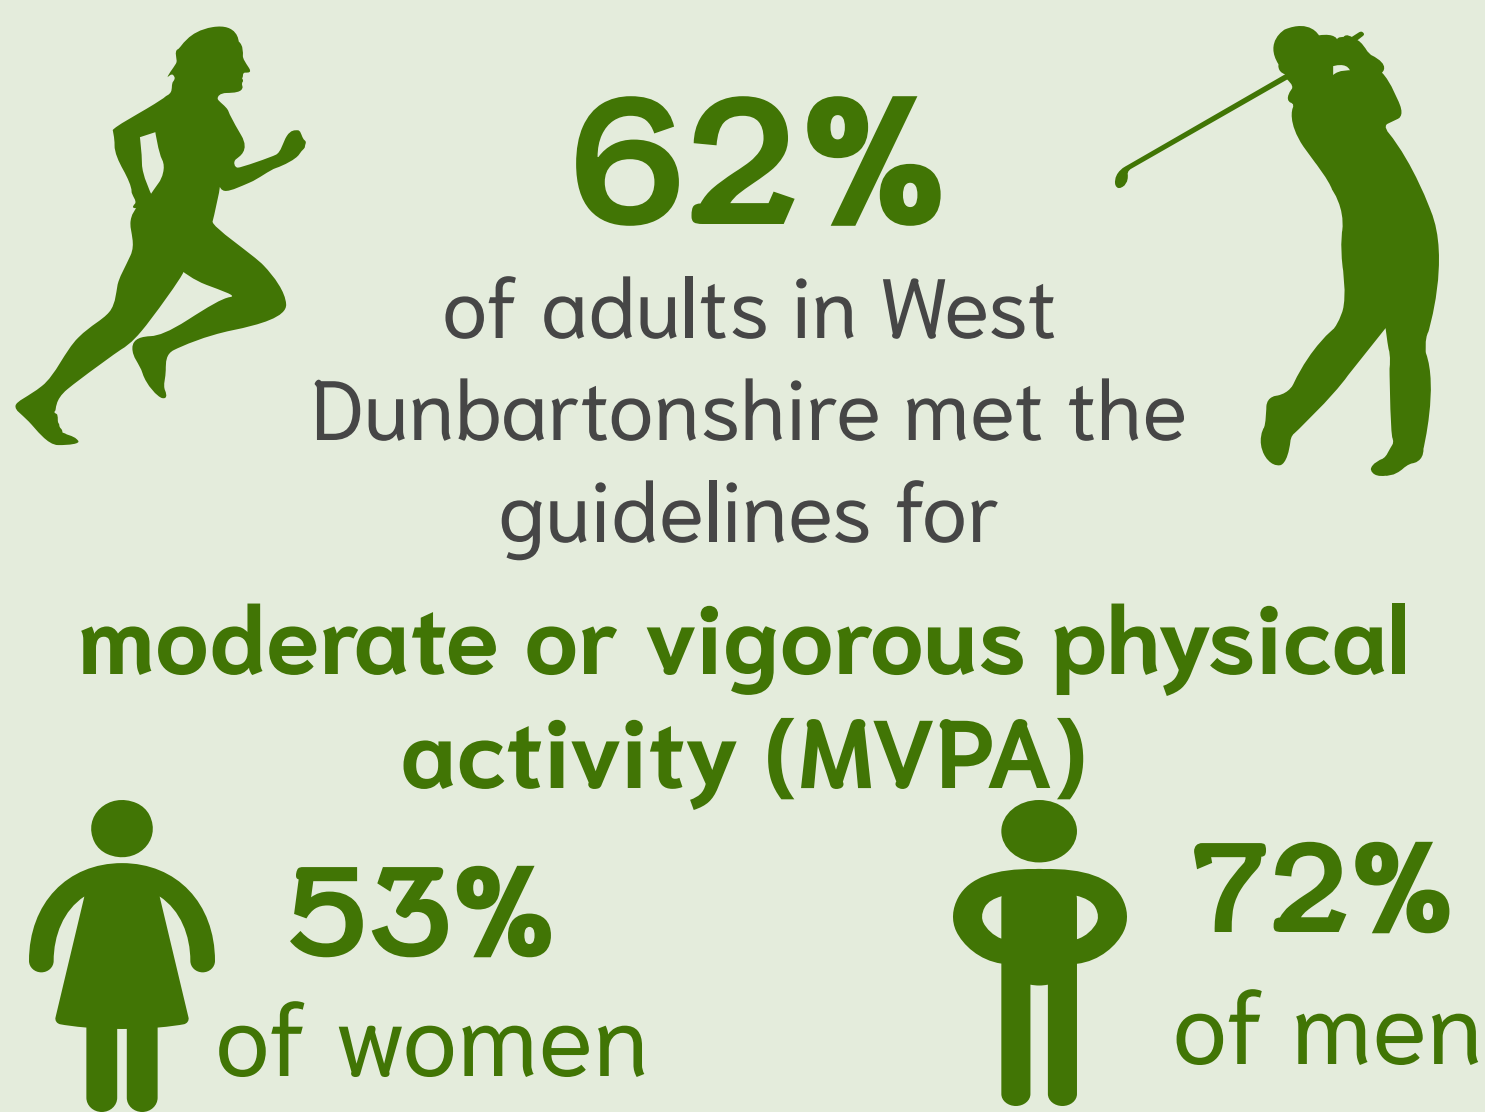 62%
of adults in West
Dunbartonshire met the
guidelines for
moderate or vigorous physical
activity (MVPA)
53%
of women
72%
of men